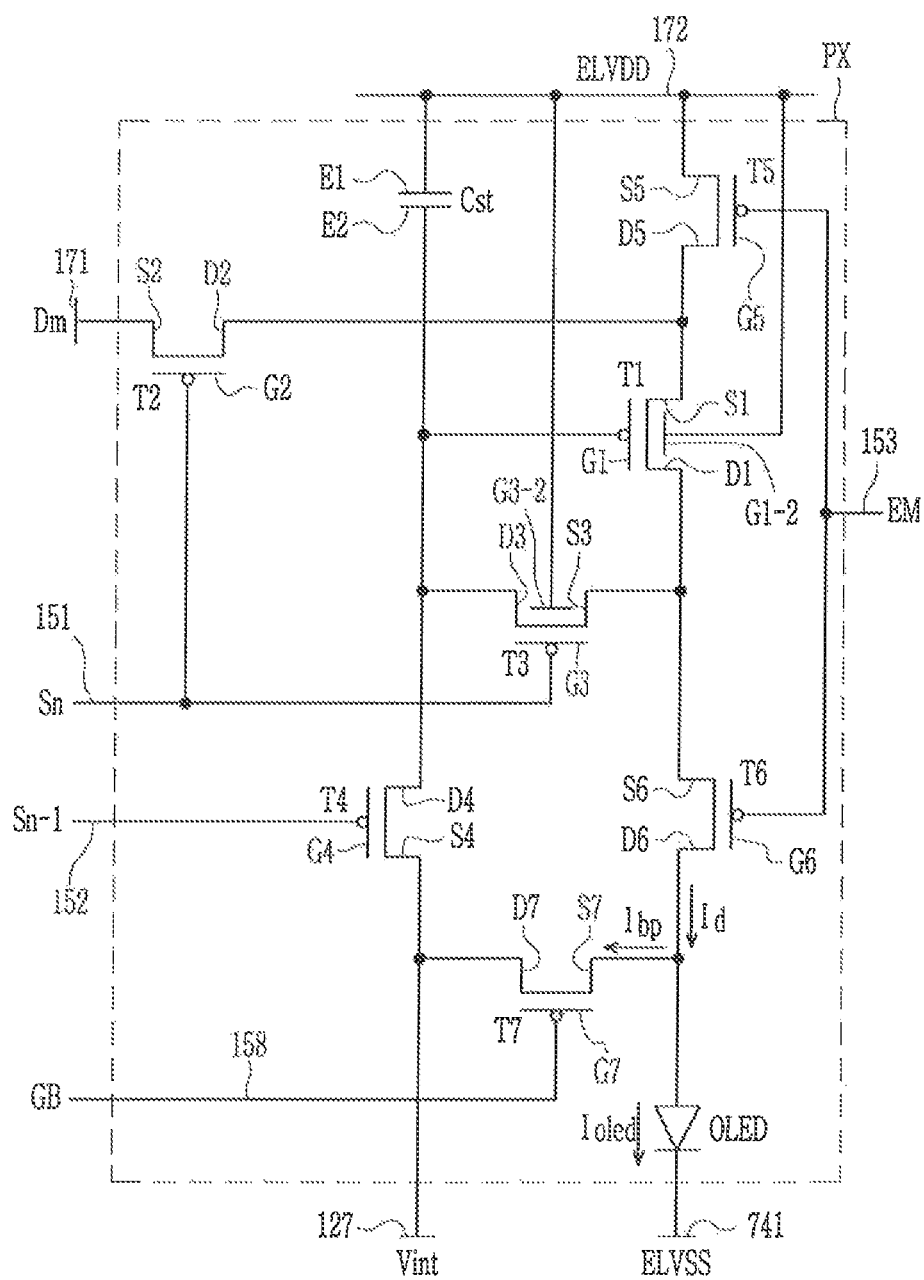 172
PX
ELVDD
E1
Cst
E2
S5
T5
D5
G5
171
S2
D2
Dm
T2
G2
T1
S1
G1
D1
G1-2
153
EM
G3-2
D3
S3
151
T3
G3
Sn
T4
D4
S6
T6
Sn-1
G4
S4
D6
G6
152
D7
S7
Ibp
Id
T7
G7
158
GB
Ioled
OLED
127
741
Vint
ELVSS